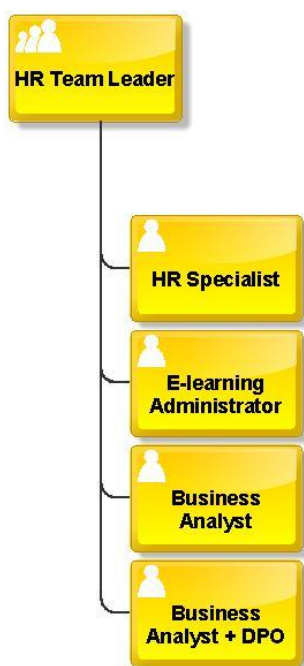 HR Team Leader
HR Specialist
E-learning
Administrator
Business
Analyst
Business
Analyst + DPO